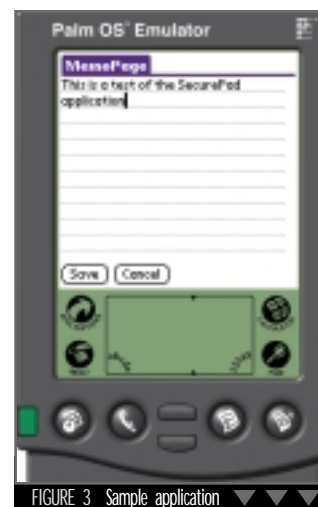 Palm OS® Emulator
MemoPage
This is a test of the SecurePad
application
Save Cancel
FIGURE 3 Sample application